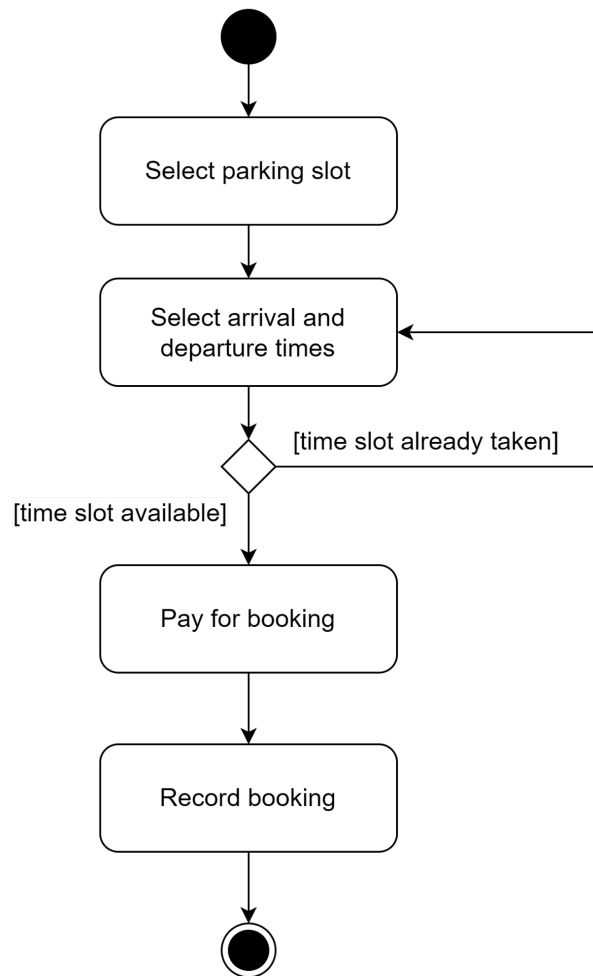 Select parking slot
Select arrival and
departure times
[time slot already taken]
[time slot available]
Pay for booking
Record booking